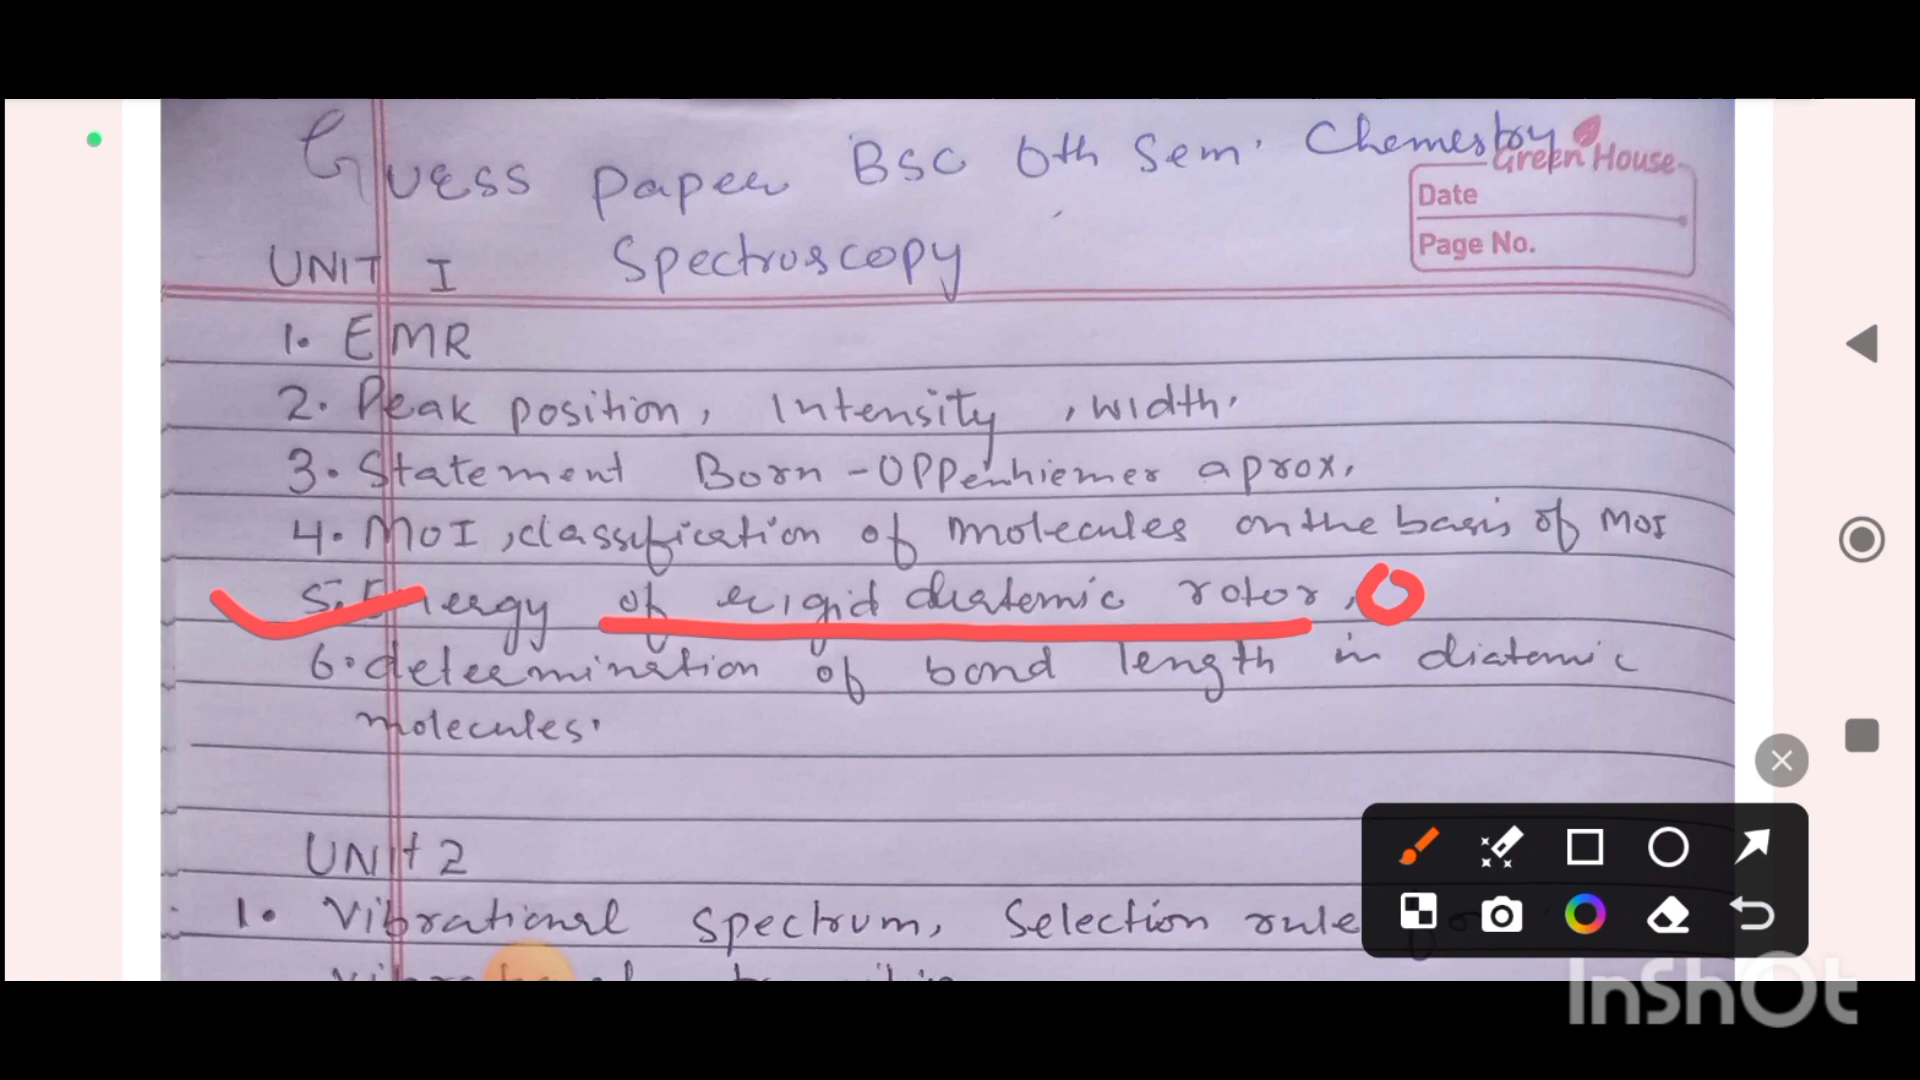 Guess paper BSC 6th Sem. Chemestry
Green House
Date
Page No.
UNIT I Spectroscopy
1. EMR
2. Peak position, Intensity, width.
3. Statement Born-Oppenhiemer aprox.
4. MOI, classification of molecules on the basis of MOI
5. Energy of rigid diatomic rotor,
6. determination of bond length in diatomic
molecules.
UNIT 2
1. Vibrational spectrum, Selection rule
InShOt